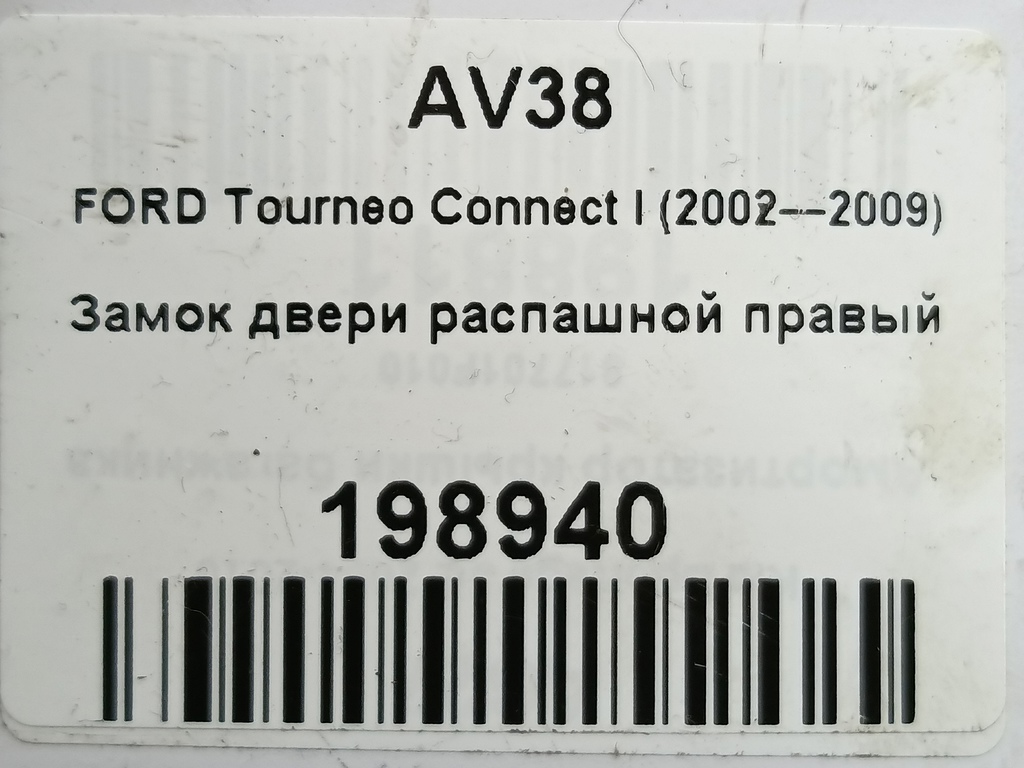 AV38
FORD Tourneo Connect I (2002--2009)
Замок двери распашной правый
198940